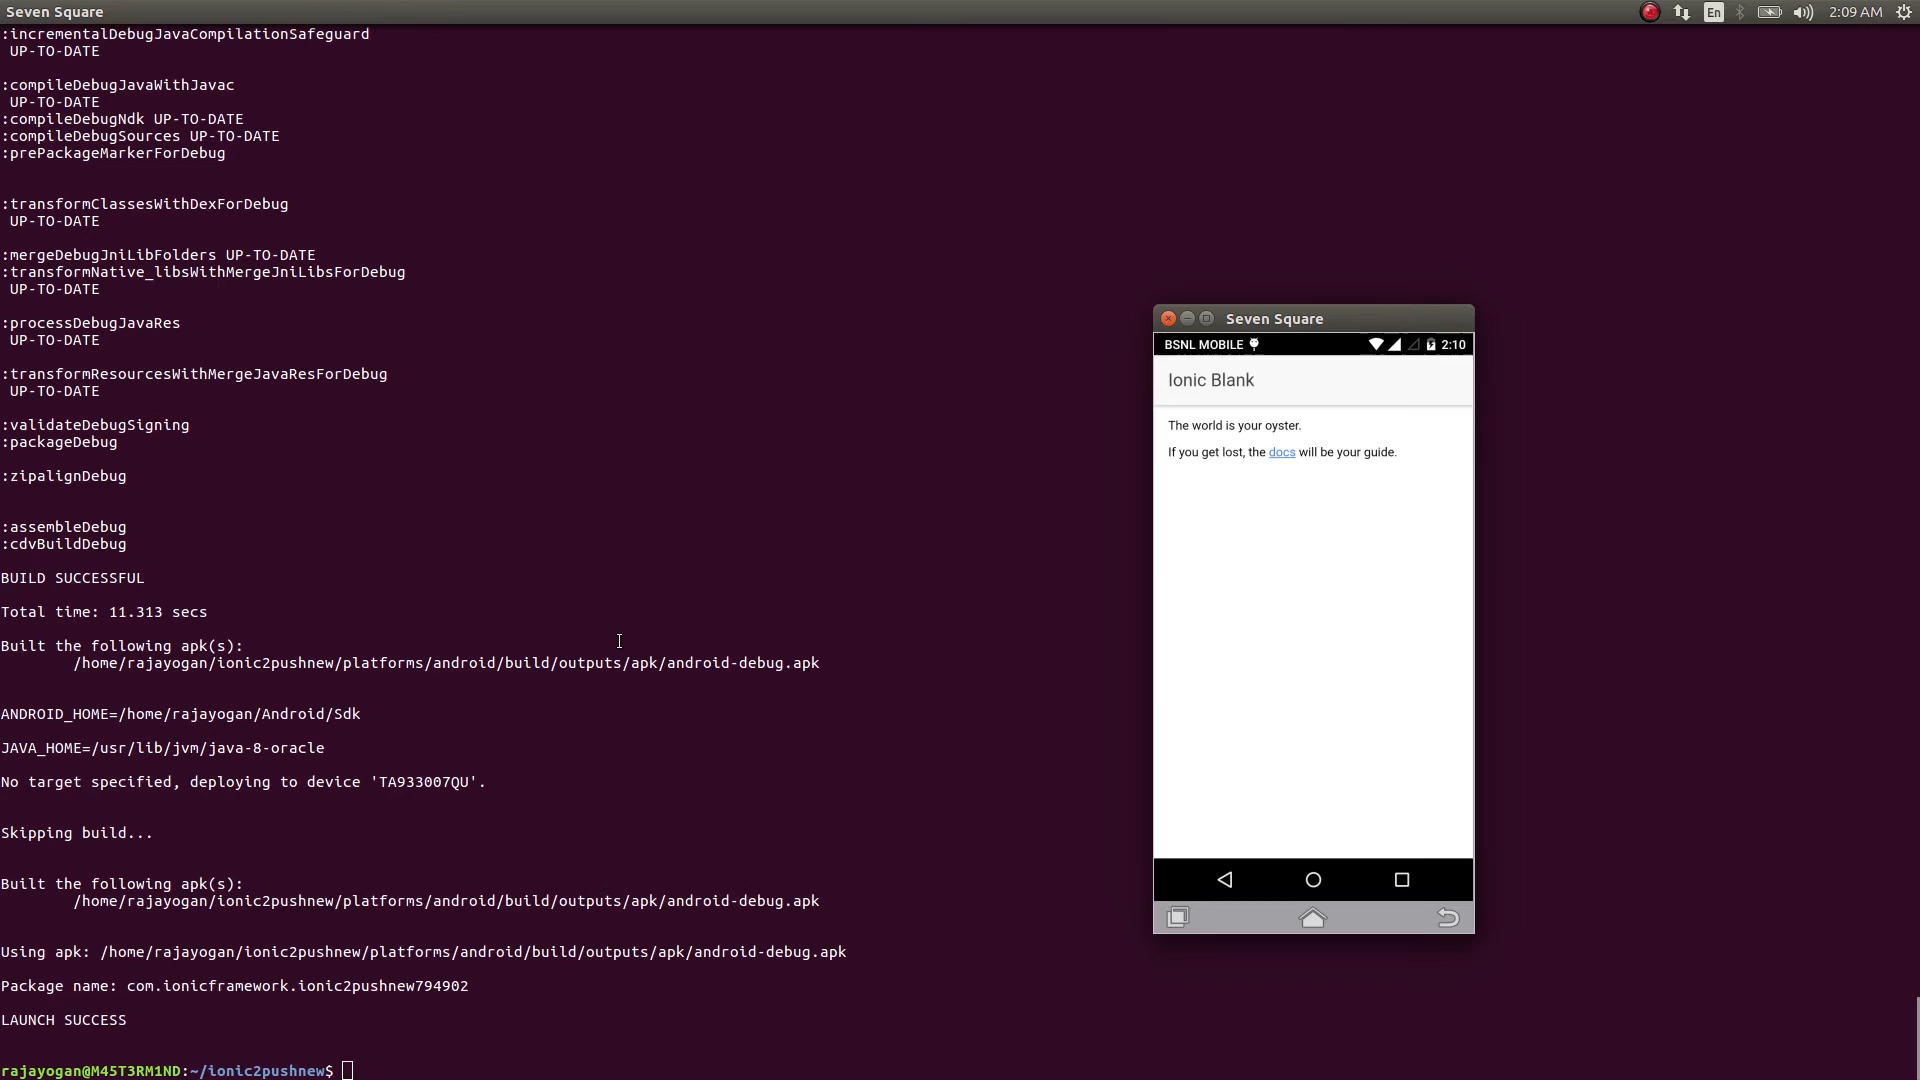 Seven Square
En
2:09 AM
:incrementalDebugJavaCompilationSafeguard
 UP-TO-DATE
:compileDebugJavaWithJavac
 UP-TO-DATE
:compileDebugNdk UP-TO-DATE
:compileDebugSources UP-TO-DATE
:prePackageMarkerForDebug
:transformClassesWithDexForDebug
 UP-TO-DATE
:mergeDebugJniLibFolders UP-TO-DATE
:transformNative_libsWithMergeJniLibsForDebug
 UP-TO-DATE
:processDebugJavaRes
 UP-TO-DATE
:transformResourcesWithMergeJavaResForDebug
 UP-TO-DATE
:validateDebugSigning
:packageDebug
:zipalignDebug
:assembleDebug
:cdvBuildDebug
BUILD SUCCESSFUL
Total time: 11.313 secs
Built the following apk(s):
/home/rajayogan/ionic2pushnew/platforms/android/build/outputs/apk/android-debug.apk
ANDROID_HOME=/home/rajayogan/Android/Sdk
JAVA_HOME=/usr/lib/jvm/java-8-oracle
No target specified, deploying to device 'TA933007QU'.
Skipping build...
Built the following apk(s):
/home/rajayogan/ionic2pushnew/platforms/android/build/outputs/apk/android-debug.apk
Using apk: /home/rajayogan/ionic2pushnew/platforms/android/build/outputs/apk/android-debug.apk
Package name: com.ionicframework.ionic2pushnew794902
LAUNCH SUCCESS
rajayogan@M45T3RM1ND:~/ionic2pushnew$
Seven Square
BSNL MOBILE
2:10
Ionic Blank
The world is your oyster.
If you get lost, the docs will be your guide.